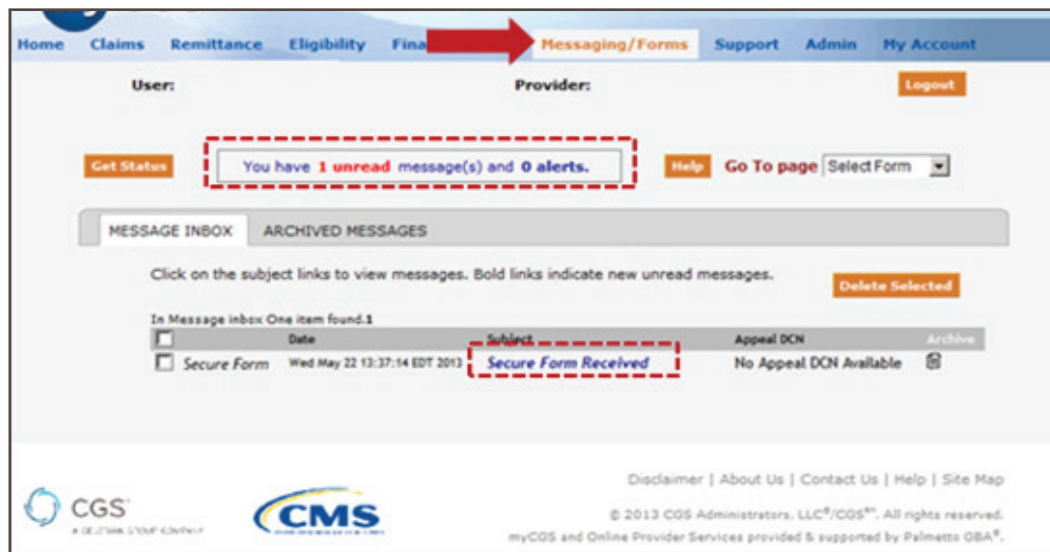 Home Claims Remittance Eligibility Fina Messaging/Forms Support Admin My Account
User: Provider: Logout
Get Status You have 1 unread message(s) and 0 alerts. Help Go To page Select Form
MESSAGE INBOX ARCHIVED MESSAGES
Click on the subject links to view messages. Bold links indicate new unread messages.
Delete Selected
In Message inbox One item found.1
Date Subject Appeal DCN Archive
Secure Form Wed May 22 13:37:14 EDT 2013 Secure Form Received No Appeal DCN Available
Disclaimer | About Us | Contact Us | Help | Site Map
CGS CMS
© 2013 CGS Administrators, LLC®/CGS®. All rights reserved.
myCGS and Online Provider Services provided & supported by Palmetto GBA®.